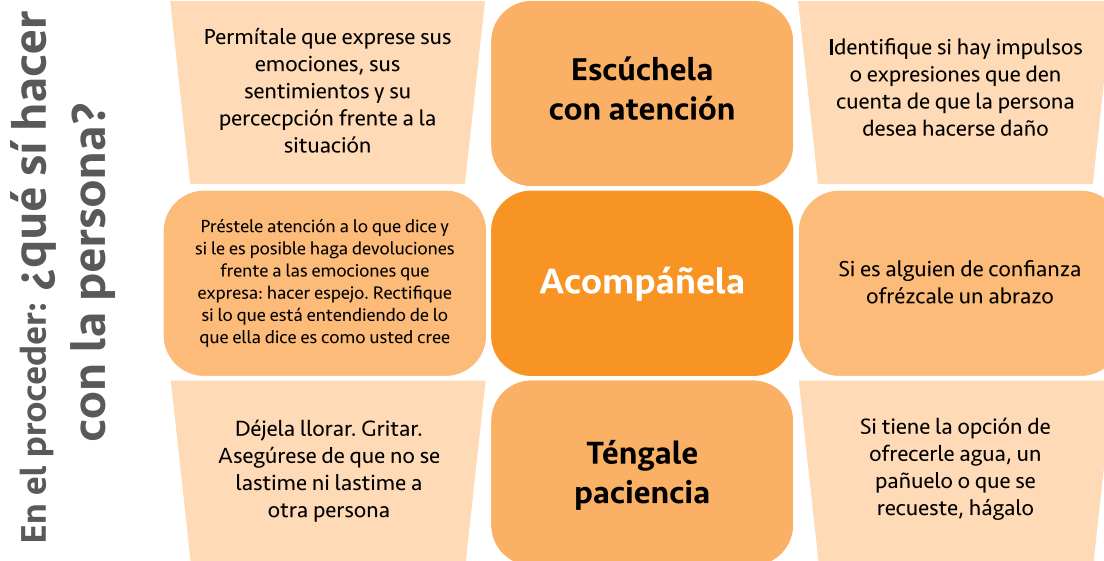 En el proceder: ¿qué sí hacer
con la persona?
Permítale que exprese sus
emociones, sus
sentimientos y su
percecpción frente a la
situación
Escúchela
con atención
Identifique si hay impulsos
o expresiones que den
cuenta de que la persona
desea hacerse daño
Préstele atención a lo que dice y
si le es posible haga devoluciones
frente a las emociones que
expresa: hacer espejo. Rectifique
si lo que está entendiendo de lo
que ella dice es como usted cree
Acompáñela
Si es alguien de confianza
ofrézcale un abrazo
Déjela llorar. Gritar.
Asegúrese de que no se
lastime ni lastime a
otra persona
Téngale
paciencia
Si tiene la opción de
ofrecerle agua, un
pañuelo o que se
recueste, hágalo